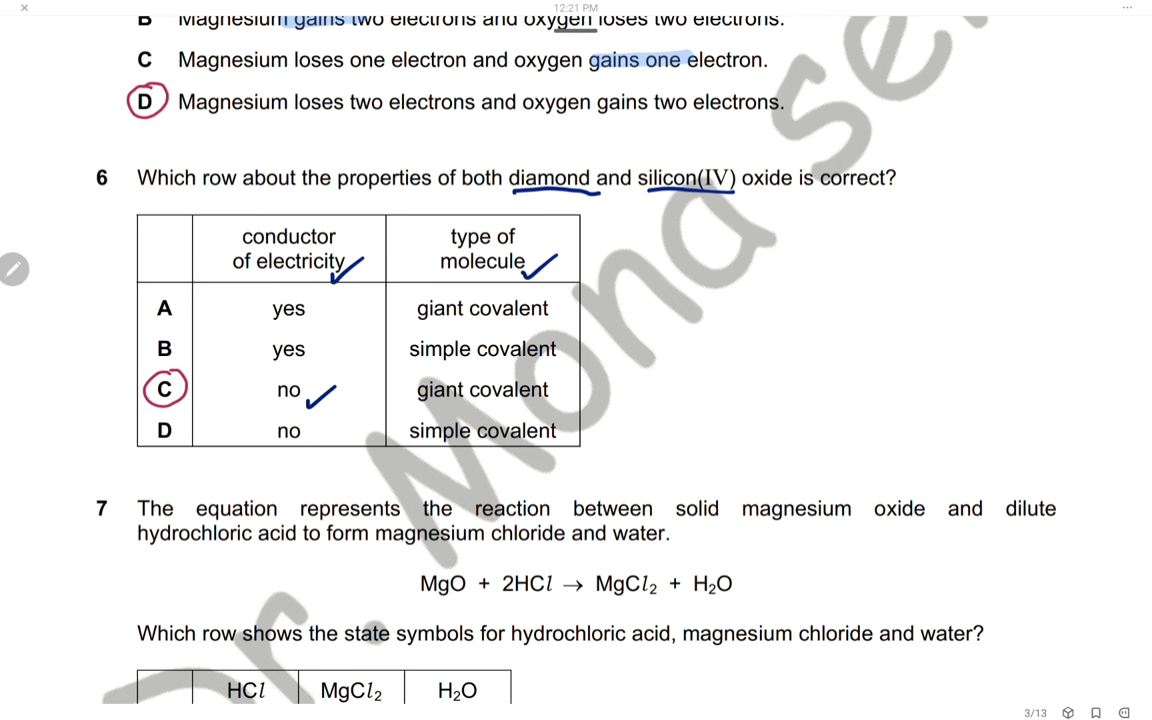 12:21 PM
B Magnesium gains two electrons and oxygen loses two electrons.
C Magnesium loses one electron and oxygen gains one electron.
D Magnesium loses two electrons and oxygen gains two electrons.
6 Which row about the properties of both diamond and silicon(IV) oxide is correct?
conductor of electricity type of molecule
A yes giant covalent
B yes simple covalent
C no giant covalent
D no simple covalent
7 The equation represents the reaction between solid magnesium oxide and dilute
hydrochloric acid to form magnesium chloride and water.
MgO + 2HCl → MgCl₂ + H₂O
Which row shows the state symbols for hydrochloric acid, magnesium chloride and water?
HCl MgCl₂ H₂O
Dr. Mona se
3/13